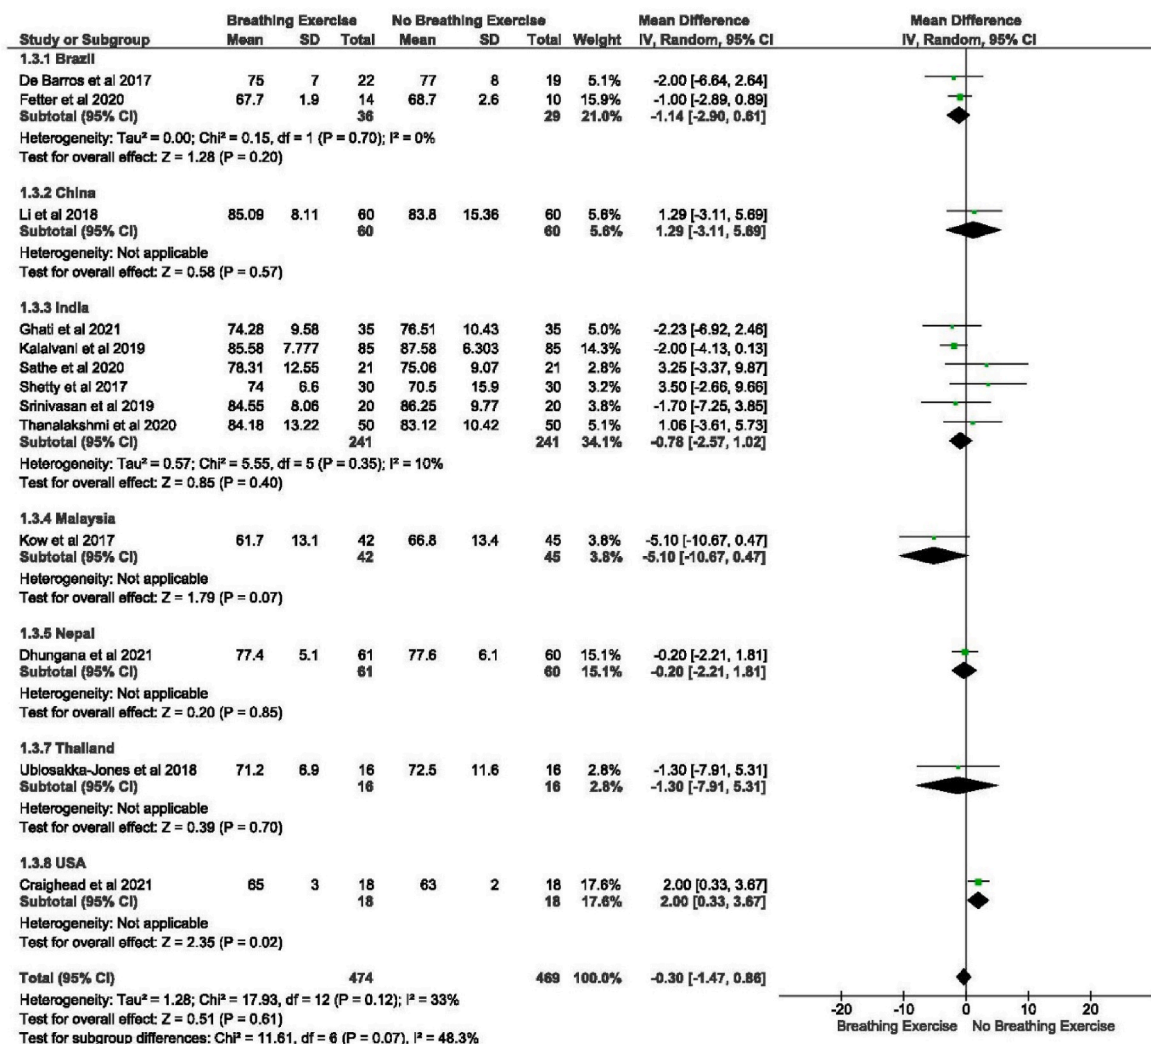 Breathing Exercise No Breathing Exercise Mean Difference Mean Difference
Study or Subgroup Mean SD Total Mean SD Total Weight IV, Random, 95% CI IV, Random, 95% CI
1.3.1 Brazil
De Barros et al 2017 75 7 22 77 8 19 5.1% -2.00 [-6.64, 2.64]
Fetter et al 2020 67.7 1.9 14 68.7 2.6 10 15.9% -1.00 [-2.89, 0.89]
Subtotal (95% CI) 36 29 21.0% -1.14 [-2.90, 0.61]
Heterogeneity: Tau² = 0.00; Chi² = 0.15, df = 1 (P = 0.70); I² = 0%
Test for overall effect: Z = 1.28 (P = 0.20)
1.3.2 China
Li et al 2018 85.09 8.11 60 83.8 15.36 60 5.6% 1.29 [-3.11, 5.69]
Subtotal (95% CI) 60 60 5.6% 1.29 [-3.11, 5.69]
Heterogeneity: Not applicable
Test for overall effect: Z = 0.58 (P = 0.57)
1.3.3 India
Ghati et al 2021 74.28 9.58 35 76.51 10.43 35 5.0% -2.23 [-6.92, 2.46]
Kalaivani et al 2019 85.58 7.777 85 87.58 6.303 85 14.3% -2.00 [-4.13, 0.13]
Sathe et al 2020 78.31 12.55 21 75.06 9.07 21 2.8% 3.25 [-3.37, 9.87]
Shetty et al 2017 74 6.6 30 70.5 15.9 30 3.2% 3.50 [-2.66, 9.66]
Srinivasan et al 2019 84.55 8.06 20 86.25 9.77 20 3.8% -1.70 [-7.25, 3.85]
Thanalakshmi et al 2020 84.18 13.22 50 83.12 10.42 50 5.1% 1.06 [-3.61, 5.73]
Subtotal (95% CI) 241 241 34.1% -0.78 [-2.57, 1.02]
Heterogeneity: Tau² = 0.57; Chi² = 5.55, df = 5 (P = 0.35); I² = 10%
Test for overall effect: Z = 0.85 (P = 0.40)
1.3.4 Malaysia
Kow et al 2017 61.7 13.1 42 66.8 13.4 45 3.8% -5.10 [-10.67, 0.47]
Subtotal (95% CI) 42 45 3.8% -5.10 [-10.67, 0.47]
Heterogeneity: Not applicable
Test for overall effect: Z = 1.79 (P = 0.07)
1.3.5 Nepal
Dhungana et al 2021 77.4 5.1 61 77.6 6.1 60 15.1% -0.20 [-2.21, 1.81]
Subtotal (95% CI) 61 60 15.1% -0.20 [-2.21, 1.81]
Heterogeneity: Not applicable
Test for overall effect: Z = 0.20 (P = 0.85)
1.3.7 Thailand
Ublosakka-Jones et al 2018 71.2 6.9 16 72.5 11.6 16 2.8% -1.30 [-7.91, 5.31]
Subtotal (95% CI) 16 16 2.8% -1.30 [-7.91, 5.31]
Heterogeneity: Not applicable
Test for overall effect: Z = 0.39 (P = 0.70)
1.3.8 USA
Craighead et al 2021 65 3 18 63 2 18 17.6% 2.00 [0.33, 3.67]
Subtotal (95% CI) 18 18 17.6% 2.00 [0.33, 3.67]
Heterogeneity: Not applicable
Test for overall effect: Z = 2.35 (P = 0.02)
Total (95% CI) 474 469 100.0% -0.30 [-1.47, 0.86]
Heterogeneity: Tau² = 1.28; Chi² = 17.93, df = 12 (P = 0.12); I² = 33%
Test for overall effect: Z = 0.51 (P = 0.61)
Test for subgroup differences: Chi² = 11.61, df = 6 (P = 0.07), I² = 48.3%
-20 -10 0 10 20
Breathing Exercise No Breathing Exercise